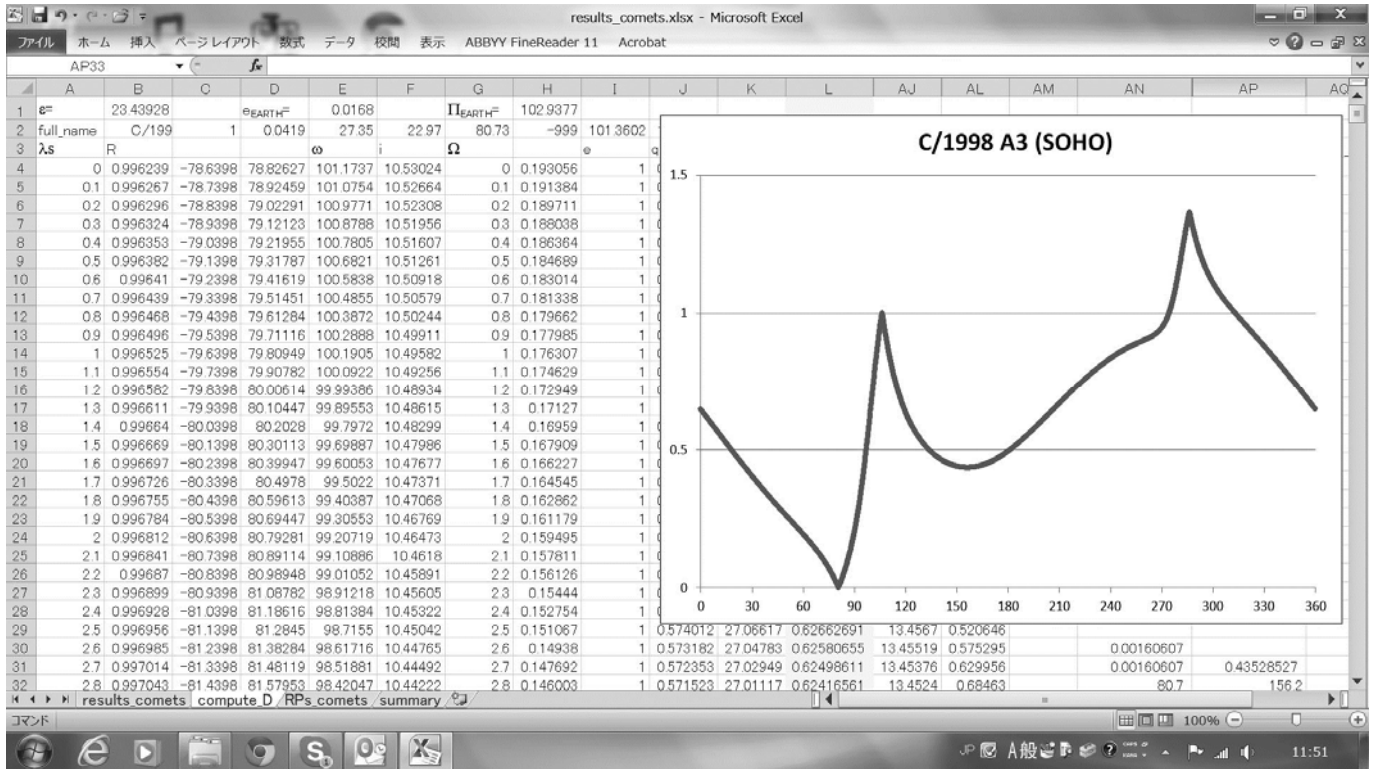 results_comets.xlsx - Microsoft Excel
ファイル ホーム 挿入 ページ レイアウト 数式 データ 校閲 表示 ABBYY FineReader 11 Acrobat
AP33 fx
A B C D E F G H I J K L AJ AL AM AN AP AQ
1 ε= 23.43928 eEARTH= 0.0168 ΠEARTH= 102.9377
2 full_name C/199 1 0.0419 27.35 22.97 80.73 -999 101.3602
3 λs R ω i Ω e q
4 0 0.996239 -78.6398 78.82627 101.1737 10.53024 0 0.193056 1
5 0.1 0.996267 -78.7398 78.92459 101.0754 10.52664 0.1 0.191384 1
6 0.2 0.996296 -78.8398 79.02291 100.9771 10.52308 0.2 0.189711 1
7 0.3 0.996324 -78.9398 79.12123 100.8788 10.51956 0.3 0.188038 1
8 0.4 0.996353 -79.0398 79.21955 100.7805 10.51607 0.4 0.186364 1
9 0.5 0.996382 -79.1398 79.31787 100.6821 10.51261 0.5 0.184689 1
10 0.6 0.99641 -79.2398 79.41619 100.5838 10.50918 0.6 0.183014 1
11 0.7 0.996439 -79.3398 79.51451 100.4855 10.50579 0.7 0.181338 1
12 0.8 0.996468 -79.4398 79.61284 100.3872 10.50244 0.8 0.179662 1
13 0.9 0.996496 -79.5398 79.71116 100.2888 10.49911 0.9 0.177985 1
14 1 0.996525 -79.6398 79.80949 100.1905 10.49582 1 0.176307 1
15 1.1 0.996554 -79.7398 79.90782 100.0922 10.49256 1.1 0.174629 1
16 1.2 0.996582 -79.8398 80.00614 99.99386 10.48934 1.2 0.172949 1
17 1.3 0.996611 -79.9398 80.10447 99.89553 10.48615 1.3 0.17127 1
18 1.4 0.99664 -80.0398 80.2028 99.7972 10.48299 1.4 0.16959 1
19 1.5 0.996669 -80.1398 80.30113 99.69887 10.47986 1.5 0.167909 1
20 1.6 0.996697 -80.2398 80.39947 99.60053 10.47677 1.6 0.166227 1
21 1.7 0.996726 -80.3398 80.4978 99.5022 10.47371 1.7 0.164545 1
22 1.8 0.996755 -80.4398 80.59613 99.40387 10.47068 1.8 0.162862 1
23 1.9 0.996784 -80.5398 80.69447 99.30553 10.46769 1.9 0.161179 1
24 2 0.996812 -80.6398 80.79281 99.20719 10.46473 2 0.159495 1
25 2.1 0.996841 -80.7398 80.89114 99.10886 10.4618 2.1 0.157811 1
26 2.2 0.99687 -80.8398 80.98948 99.01052 10.45891 2.2 0.156126 1
27 2.3 0.996899 -80.9398 81.08782 98.91218 10.45605 2.3 0.15444 1
28 2.4 0.996928 -81.0398 81.18616 98.81384 10.45322 2.4 0.152754 1
29 2.5 0.996956 -81.1398 81.2845 98.7155 10.45042 2.5 0.151067 1 0.574012 27.06617 0.62662691 13.4567 0.520646
30 2.6 0.996985 -81.2398 81.38284 98.61716 10.44765 2.6 0.14938 1 0.573182 27.04783 0.62580655 13.45519 0.575295 0.00160607
31 2.7 0.997014 -81.3398 81.48119 98.51881 10.44492 2.7 0.147692 1 0.572353 27.02949 0.62498611 13.45376 0.629956 0.00160607 0.43528527
32 2.8 0.997043 -81.4398 81.57953 98.42047 10.44222 2.8 0.146003 1 0.571523 27.01117 0.62416561 13.4524 0.68463 80.7 156.2
C/1998 A3 (SOHO)
1.5
1
0.5
0
0 30 60 90 120 150 180 210 240 270 300 330 360
results_comets compute_D RPs_comets summary
コマンド 100%
JP A般 11:51